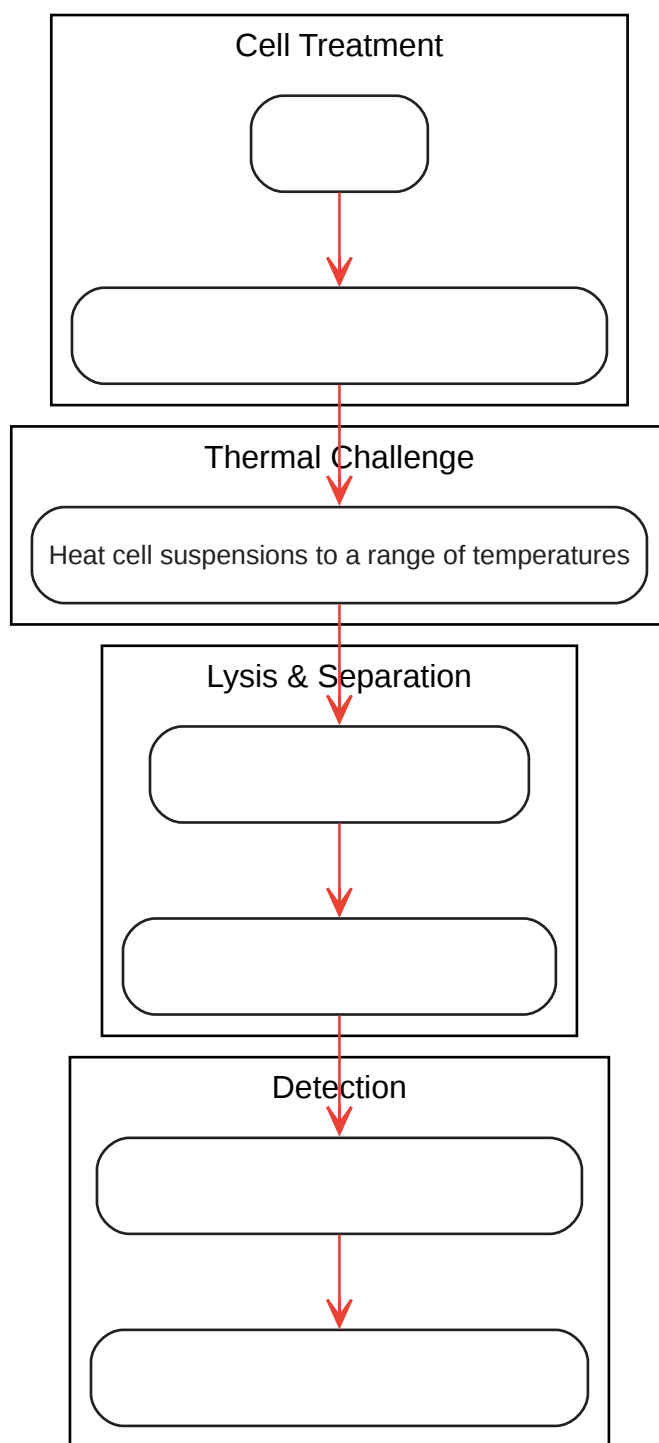 Cell Treatment
Thermal Challenge
Heat cell suspensions to a range of temperatures
Lysis & Separation
Detection